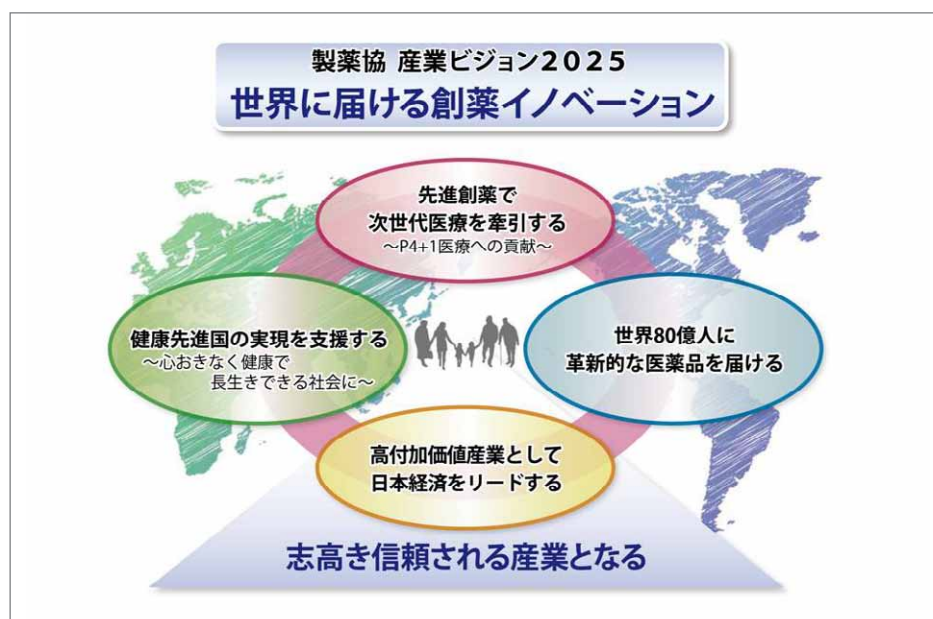 製薬協 産業ビジョン2025
世界に届ける創薬イノベーション
先進創薬で
次世代医療を牽引する
~P4+1医療への貢献~
健康先進国の実現を支援する
~心おきなく健康で
長生きできる社会に~
世界80億人に
革新的な医薬品を届ける
高付加価値産業として
日本経済をリードする
志高き信頼される産業となる